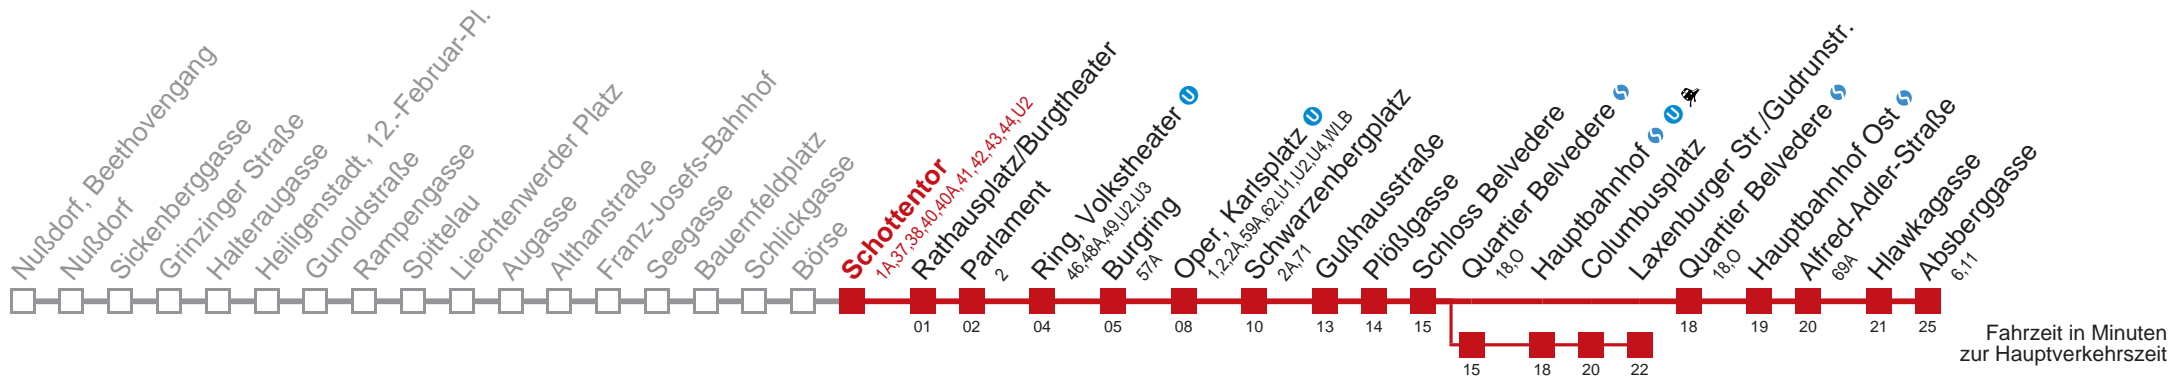 Nußdorf, Beethovengang
Nußdorf
Sickenberggasse
Grinzinger Straße
Halteraugasse
Heiligenstadt, 12.-Februar-Pl.
Gunoldstraße
Rampengasse
Spittelau
Liechtenwerder Platz
Augasse
Althanstraße
Franz-Josefs-Bahnhof
Seegasse
Bauernfeldplatz
Schlickgasse
Börse
Schottentor
1A,37,38,40,40A,41,42,43,44,U2
Rathausplatz/Burgtheater
Parlament
2
Ring, Volkstheater U
46,48A,49,U2,U3
Burgring
57A
Oper, Karlsplatz U
1,2,2A,59A,62,U1,U2,U4,WLB
Schwarzenbergplatz
2A,71
Gußhausstraße
Plößlgasse
Schloss Belvedere
Quartier Belvedere S
18,O
Hauptbahnhof S U
Columbusplatz
Laxenburger Str./Gudrunstr.
Quartier Belvedere S
18,O
Hauptbahnhof Ost S
Alfred-Adler-Straße
69A
Hlawkagasse
Absberggasse
6,11
01 02 04 05 08 10 13 14 15 18 19 20 21 25
15 18 20 22
Fahrzeit in Minuten
zur Hauptverkehrszeit